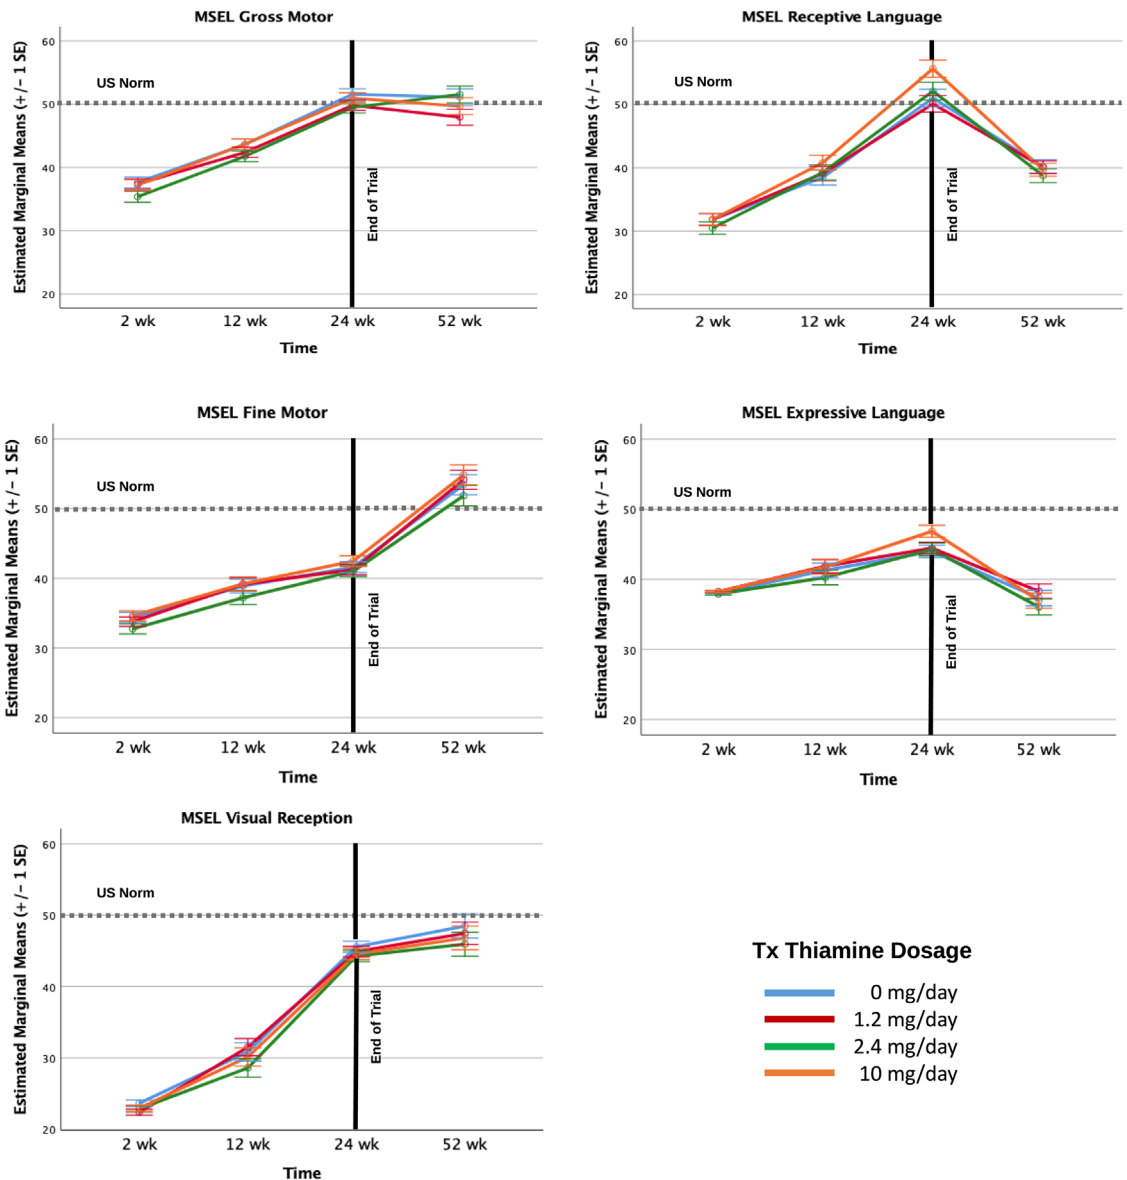 MSEL Gross Motor
Estimated Marginal Means (+/- 1 SE)
60
50
40
30
20
US Norm
End of Trial
2 wk 12 wk 24 wk 52 wk
Time
MSEL Receptive Language
Estimated Marginal Means (+/- 1 SE)
60
50
40
30
20
US Norm
End of Trial
2 wk 12 wk 24 wk 52 wk
Time
MSEL Fine Motor
Estimated Marginal Means (+/- 1 SE)
60
50
40
30
20
US Norm
End of Trial
2 wk 12 wk 24 wk 52 wk
Time
MSEL Expressive Language
Estimated Marginal Means (+/- 1 SE)
60
50
40
30
20
US Norm
End of Trial
2 wk 12 wk 24 wk 52 wk
Time
MSEL Visual Reception
Estimated Marginal Means (+/- 1 SE)
60
50
40
30
20
US Norm
End of Trial
2 wk 12 wk 24 wk 52 wk
Time
Tx Thiamine Dosage
0 mg/day
1.2 mg/day
2.4 mg/day
10 mg/day